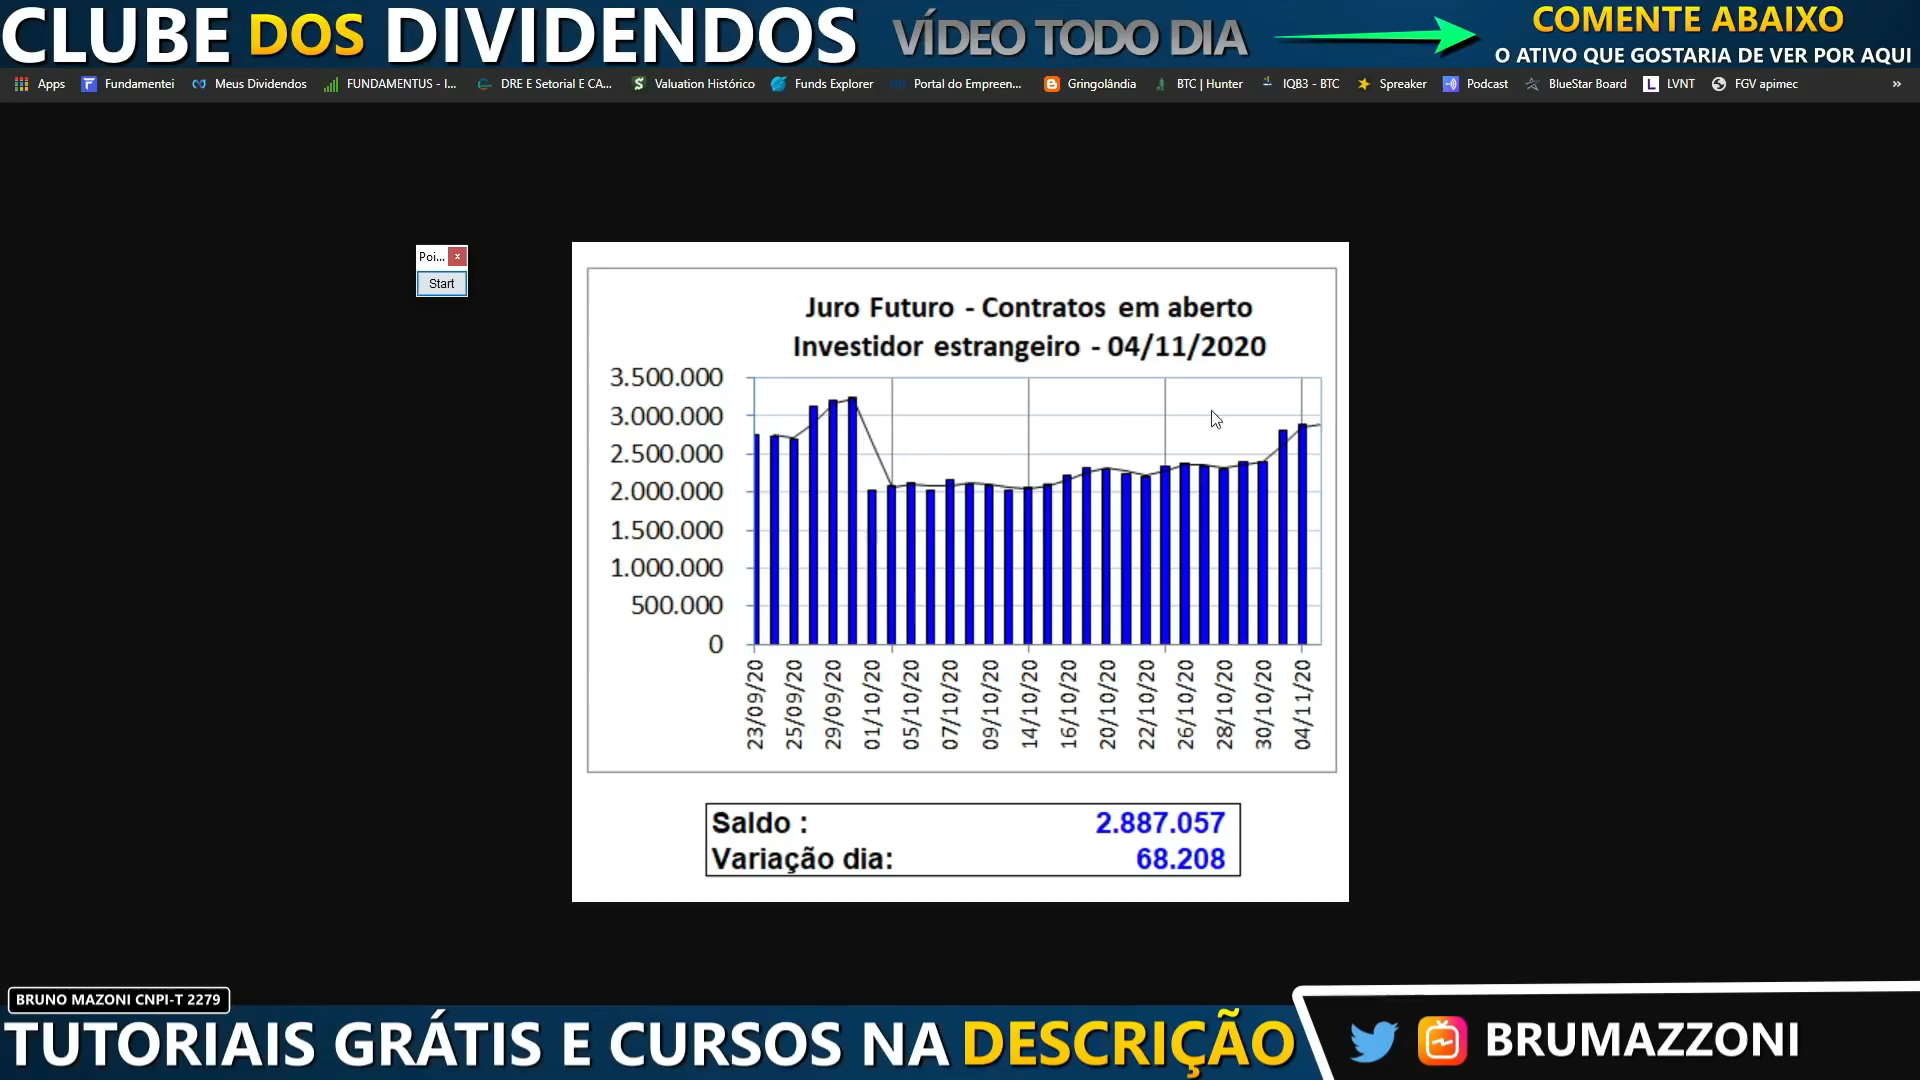 CLUBE DOS DIVIDENDOS
VÍDEO TODO DIA
COMENTE ABAIXO
O ATIVO QUE GOSTARIA DE VER POR AQUI
Apps Fundamentei Meus Dividendos FUNDAMENTUS - I... DRE E Setorial E CA... Valuation Histórico Funds Explorer Portal do Empreen... Gringolândia BTC | Hunter IQB3 - BTC Spreaker Podcast BlueStar Board LVNT FGV apimec »
Poi... x
Start
Juro Futuro - Contratos em aberto
Investidor estrangeiro - 04/11/2020
3.500.000
3.000.000
2.500.000
2.000.000
1.500.000
1.000.000
500.000
0
23/09/20
25/09/20
29/09/20
01/10/20
05/10/20
07/10/20
09/10/20
14/10/20
16/10/20
20/10/20
22/10/20
26/10/20
28/10/20
30/10/20
04/11/20
Saldo : 2.887.057
Variação dia: 68.208
BRUNO MAZONI CNPI-T 2279
TUTORIAIS GRÁTIS E CURSOS NA DESCRIÇÃO
BRUMAZZONI